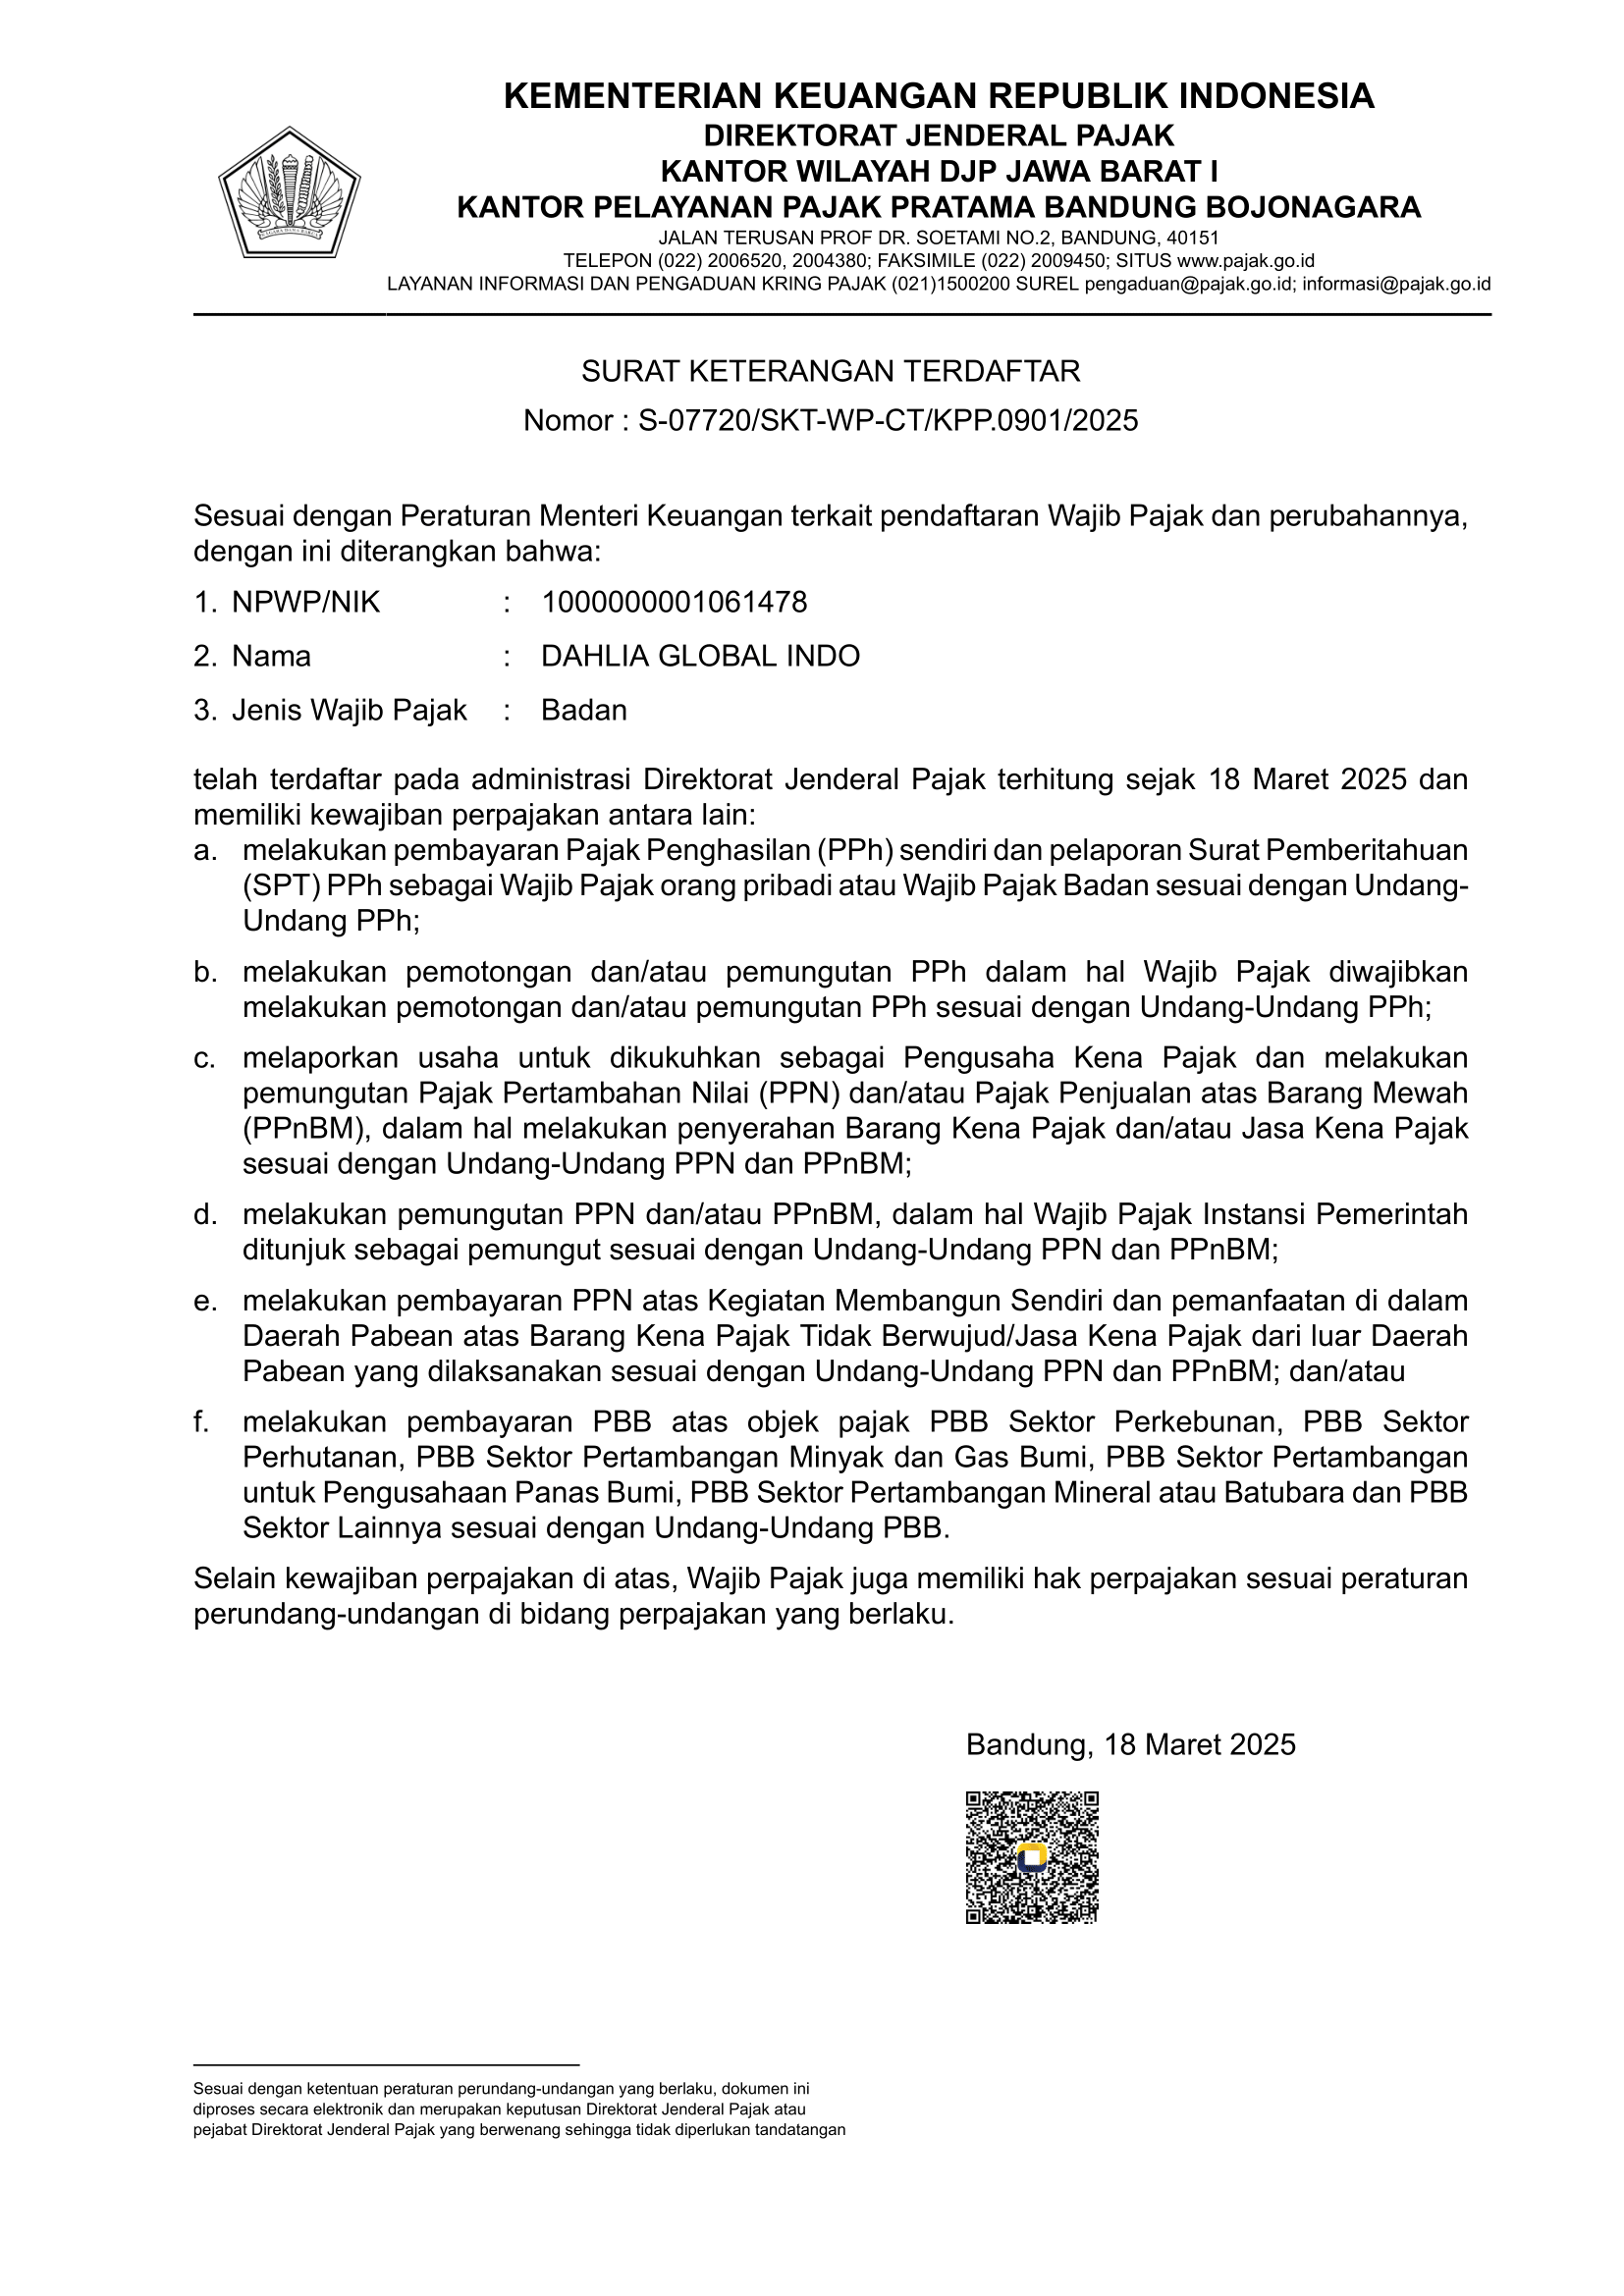 KEMENTERIAN KEUANGAN REPUBLIK INDONESIA
DIREKTORAT JENDERAL PAJAK
KANTOR WILAYAH DJP JAWA BARAT I
KANTOR PELAYANAN PAJAK PRATAMA BANDUNG BOJONAGARA
JALAN TERUSAN PROF DR. SOETAMI NO.2, BANDUNG, 40151
TELEPON (022) 2006520, 2004380; FAKSIMILE (022) 2009450; SITUS www.pajak.go.id
LAYANAN INFORMASI DAN PENGADUAN KRING PAJAK (021)1500200 SUREL pengaduan@pajak.go.id; informasi@pajak.go.id
SURAT KETERANGAN TERDAFTAR
Nomor : S-07720/SKT-WP-CT/KPP.0901/2025
Sesuai dengan Peraturan Menteri Keuangan terkait pendaftaran Wajib Pajak dan perubahannya,
dengan ini diterangkan bahwa:
1. NPWP/NIK : 1000000001061478
2. Nama : DAHLIA GLOBAL INDO
3. Jenis Wajib Pajak : Badan
telah terdaftar pada administrasi Direktorat Jenderal Pajak terhitung sejak 18 Maret 2025 dan
memiliki kewajiban perpajakan antara lain:
a. melakukan pembayaran Pajak Penghasilan (PPh) sendiri dan pelaporan Surat Pemberitahuan
(SPT) PPh sebagai Wajib Pajak orang pribadi atau Wajib Pajak Badan sesuai dengan Undang-
Undang PPh;
b. melakukan pemotongan dan/atau pemungutan PPh dalam hal Wajib Pajak diwajibkan
melakukan pemotongan dan/atau pemungutan PPh sesuai dengan Undang-Undang PPh;
c. melaporkan usaha untuk dikukuhkan sebagai Pengusaha Kena Pajak dan melakukan
pemungutan Pajak Pertambahan Nilai (PPN) dan/atau Pajak Penjualan atas Barang Mewah
(PPnBM), dalam hal melakukan penyerahan Barang Kena Pajak dan/atau Jasa Kena Pajak
sesuai dengan Undang-Undang PPN dan PPnBM;
d. melakukan pemungutan PPN dan/atau PPnBM, dalam hal Wajib Pajak Instansi Pemerintah
ditunjuk sebagai pemungut sesuai dengan Undang-Undang PPN dan PPnBM;
e. melakukan pembayaran PPN atas Kegiatan Membangun Sendiri dan pemanfaatan di dalam
Daerah Pabean atas Barang Kena Pajak Tidak Berwujud/Jasa Kena Pajak dari luar Daerah
Pabean yang dilaksanakan sesuai dengan Undang-Undang PPN dan PPnBM; dan/atau
f. melakukan pembayaran PBB atas objek pajak PBB Sektor Perkebunan, PBB Sektor
Perhutanan, PBB Sektor Pertambangan Minyak dan Gas Bumi, PBB Sektor Pertambangan
untuk Pengusahaan Panas Bumi, PBB Sektor Pertambangan Mineral atau Batubara dan PBB
Sektor Lainnya sesuai dengan Undang-Undang PBB.
Selain kewajiban perpajakan di atas, Wajib Pajak juga memiliki hak perpajakan sesuai peraturan
perundang-undangan di bidang perpajakan yang berlaku.
Bandung, 18 Maret 2025
Sesuai dengan ketentuan peraturan perundang-undangan yang berlaku, dokumen ini
diproses secara elektronik dan merupakan keputusan Direktorat Jenderal Pajak atau
pejabat Direktorat Jenderal Pajak yang berwenang sehingga tidak diperlukan tandatangan